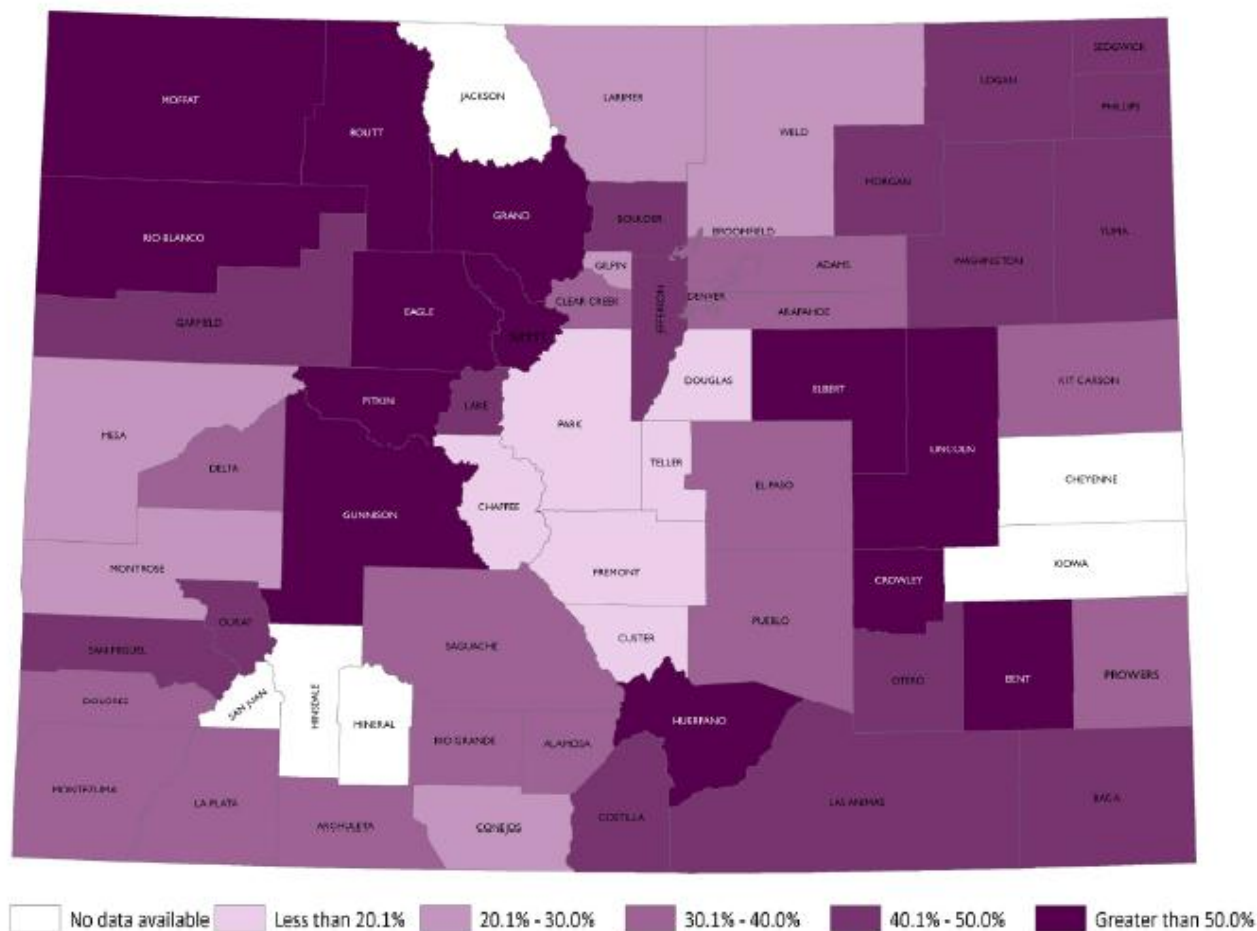 SEDGWICK
LOGAN
JACKSON
LARIMER
MOFFAT
PHILLIPS
ROUTT
WELD
MORGAN
GRAND
BOULDER
YUMA
RIO BLANCO
BROOMFIELD
WASHINGTON
GILPIN
ADAMS
CLEAR CREEK
DENVER
JEFFERSON
EAGLE
ARAPAHOE
GARFIELD
DOUGLAS
KIT CARSON
ELBERT
PITKIN
LAKE
PARK
MESA
LINCOLN
TELLER
DELTA
CHEYENNE
EL PASO
CHAFFEE
GUNNISON
KIOWA
MONTROSE
FREMONT
CROWLEY
OURAY
PUEBLO
CUSTER
SAGUACHE
SAN MIGUEL
PROWERS
BENT
OTERO
DOLORES
SAN JUAN
HINSDALE
MINERAL
HUERFANO
RIO GRANDE
ALAMOSA
MONTEZUMA
BACA
LA PLATA
LAS ANIMAS
COSTILLA
ARCHULETA
CONEJOS
No data available Less than 20.1% 20.1% - 30.0% 30.1% - 40.0% 40.1% - 50.0% Greater than 50.0%